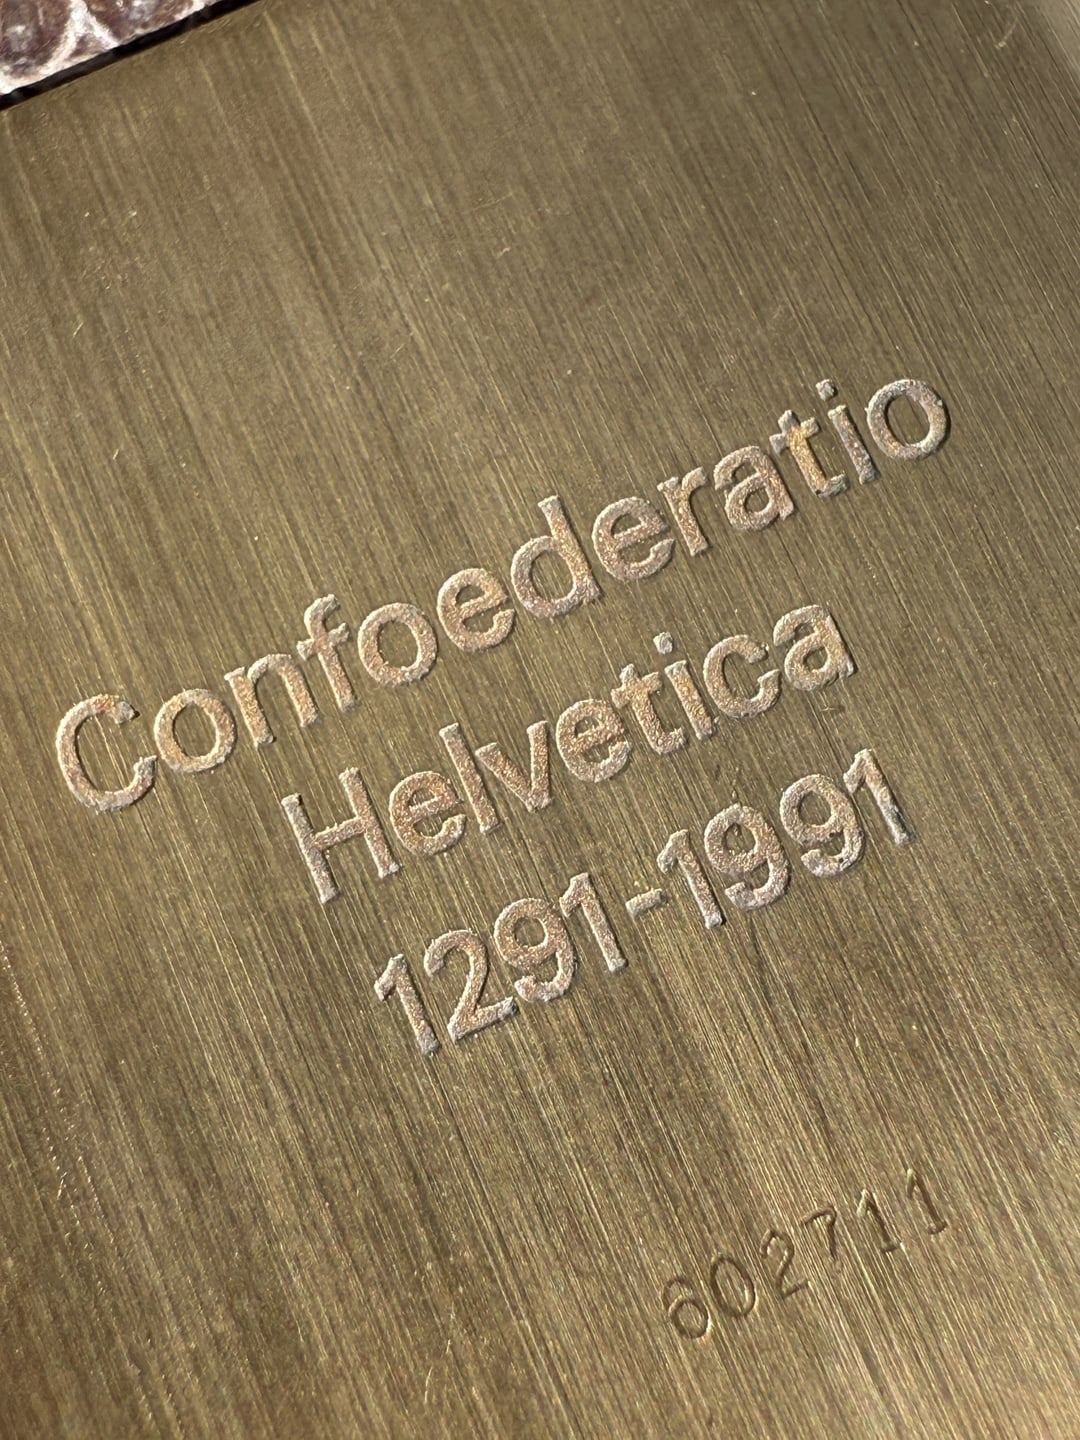 Confoederatio
Helvetica
1291-1991
602711